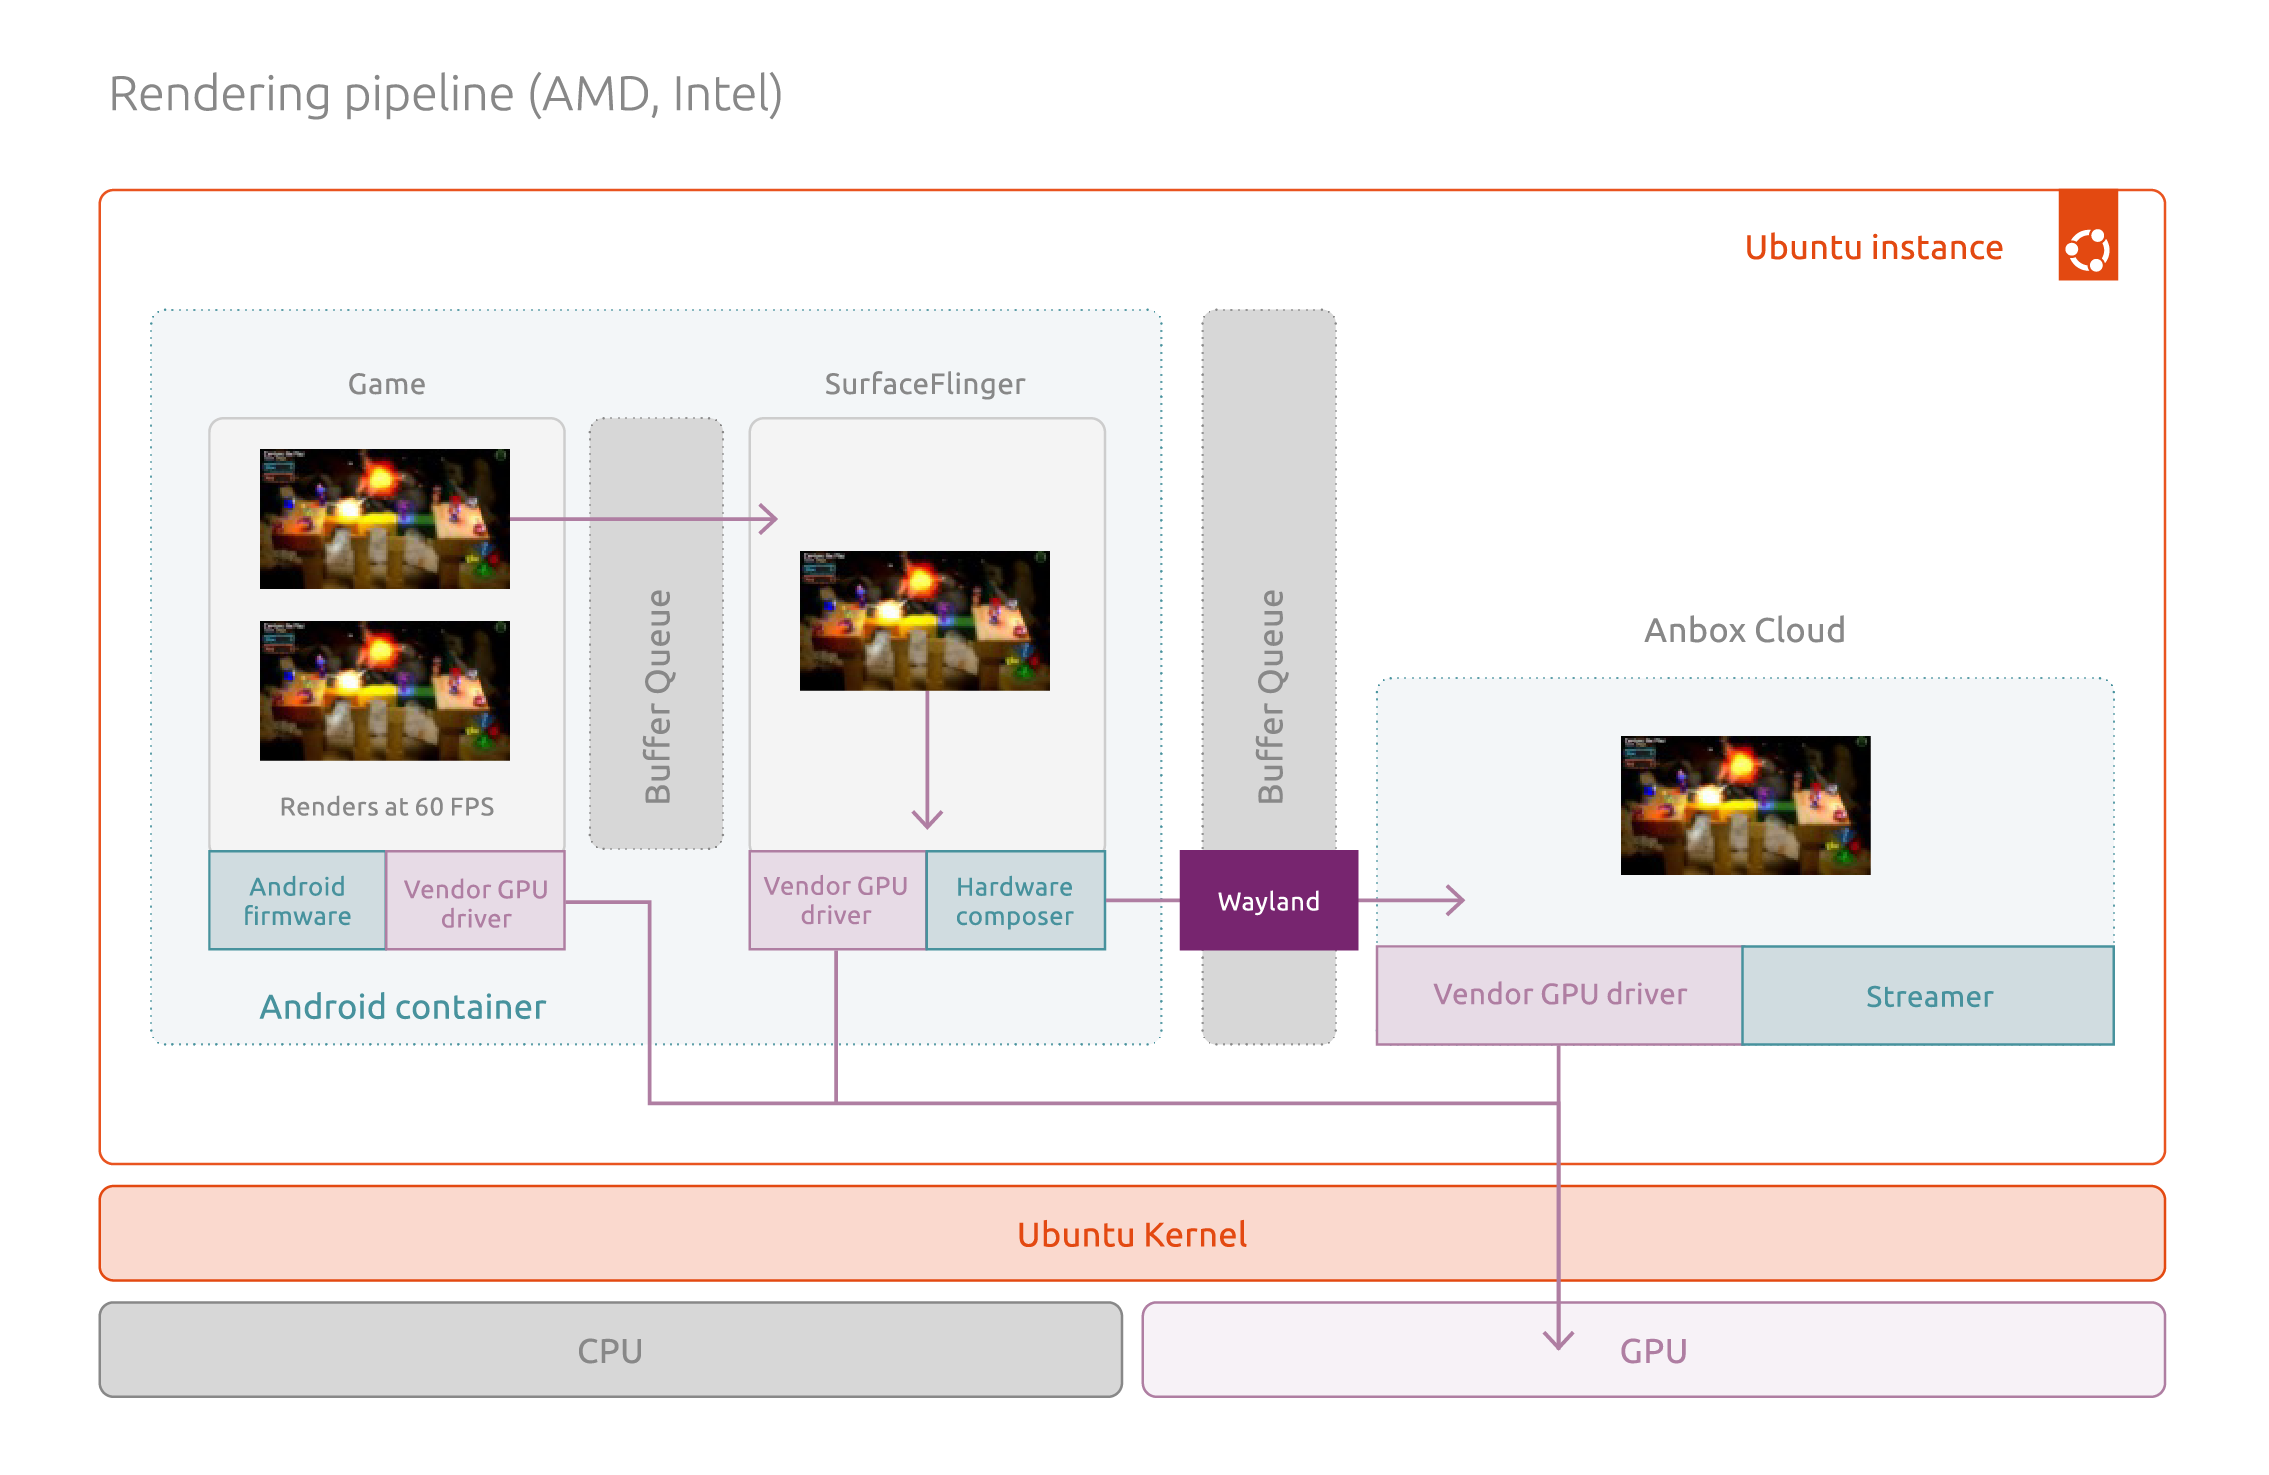 Rendering pipeline (AMD, Intel)
Ubuntu instance
Game
SurfaceFlinger
Buffer Queue
Buffer Queue
Renders at 60 FPS
Anbox Cloud
Android
firmware
Vendor GPU
driver
Vendor GPU
driver
Hardware
composer
Wayland
Vendor GPU driver
Streamer
Android container
Ubuntu Kernel
CPU
GPU